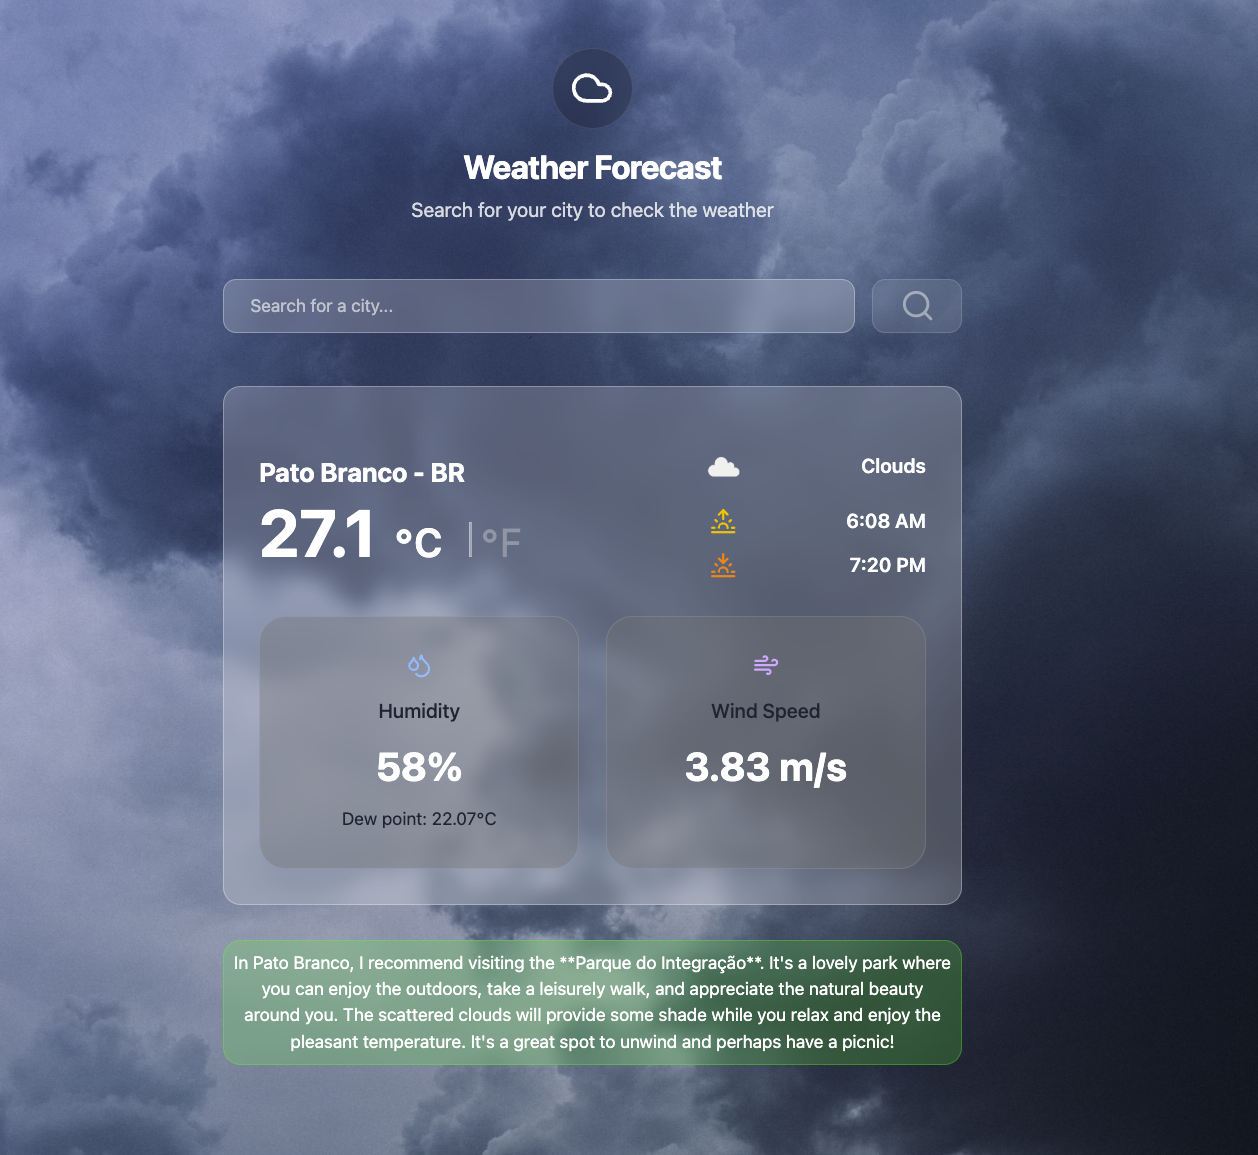 Weather Forecast
Search for your city to check the weather
Search for a city...
Pato Branco - BR
27.1 °C | °F
Clouds
6:08 AM
7:20 PM
Humidity
58%
Dew point: 22.07°C
Wind Speed
3.83 m/s
In Pato Branco, I recommend visiting the **Parque do Integração**. It's a lovely park where
you can enjoy the outdoors, take a leisurely walk, and appreciate the natural beauty
around you. The scattered clouds will provide some shade while you relax and enjoy the
pleasant temperature. It's a great spot to unwind and perhaps have a picnic!